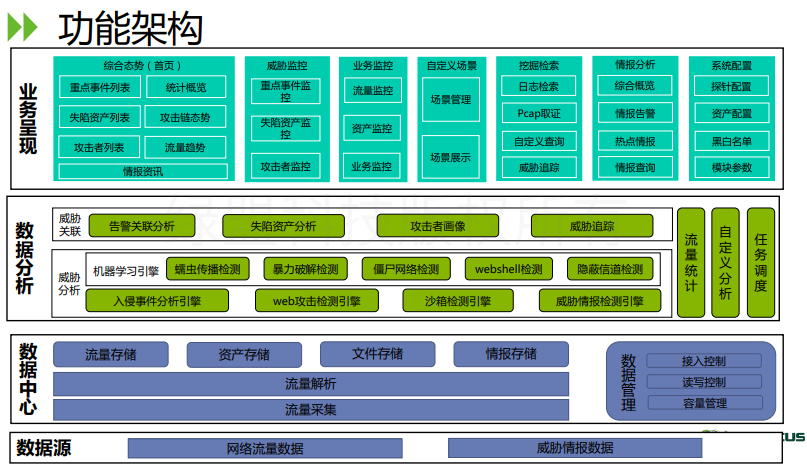 功能架构
业务呈现
综合态势（首页）
重点事件列表
统计概览
失陷资产列表
攻击链态势
攻击者列表
流量趋势
情报资讯
威胁监控
重点事件监
控
失陷资产监
控
攻击者监控
业务监控
流量监控
资产监控
业务监控
自定义场景
场景管理
场景展示
挖掘检索
日志检索
Pcap取证
自定义查询
威胁追踪
情报分析
综合概览
情报告警
热点情报
情报查询
系统配置
探针配置
资产配置
黑白名单
模块参数
数据分析
威胁
关联
告警关联分析
失陷资产分析
攻击者画像
威胁追踪
威胁
分析
机器学习引擎
蠕虫传播检测
暴力破解检测
僵尸网络检测
webshell检测
隐蔽信道检测
入侵事件分析引擎
web攻击检测引擎
沙箱检测引擎
威胁情报检测引擎
流量统计
自定义分析
任务调度
绿盟科技版权所有
数据中心
流量存储
资产存储
文件存储
情报存储
流量解析
流量采集
数据管理
接入控制
读写控制
容量管理
数据源
网络流量数据
威胁情报数据